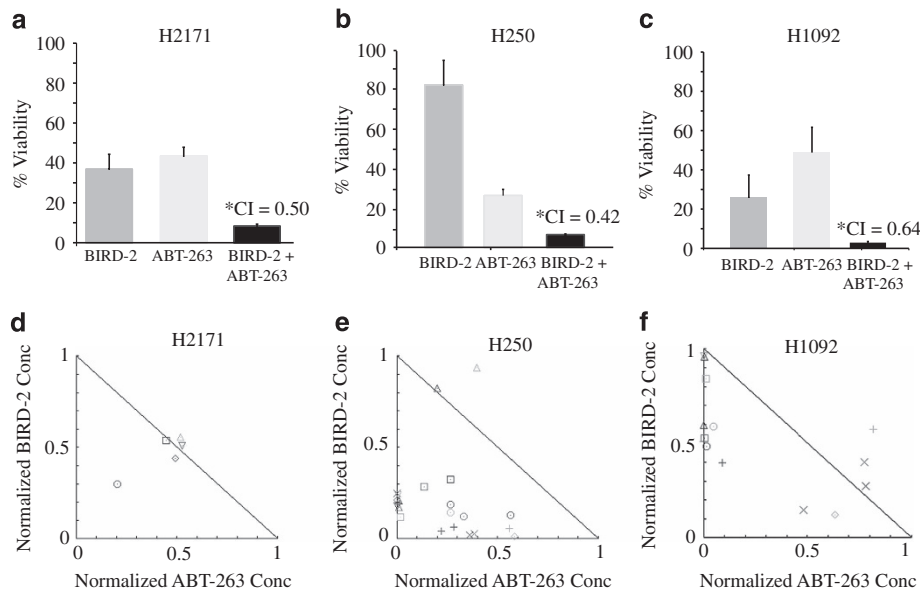 a
H2171
100
80
60
40
20
0
% Viability
*CI = 0.50
BIRD-2 ABT-263 BIRD-2 +
ABT-263
b
H250
100
80
60
40
20
0
% Viability
*CI = 0.42
BIRD-2 ABT-263 BIRD-2 +
ABT-263
c
H1092
100
80
60
40
20
0
% Viability
*CI = 0.64
BIRD-2 ABT-263 BIRD-2 +
ABT-263
d
H2171
1
0.5
0
0.5
1
Normalized BIRD-2 Conc
Normalized ABT-263 Conc
e
H250
1
0.5
0
0
0.5
1
Normalized BIRD-2 Conc
Normalized ABT-263 Conc
f
H1092
1
0.5
0
0
0.5
1
Normalized BIRD-2 Conc
Normalized ABT-263 Conc